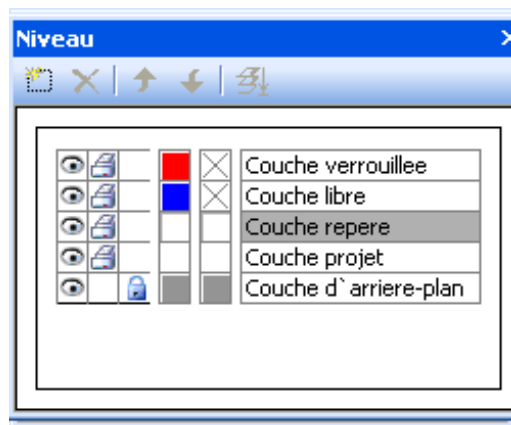 Niveau
Couche verrouillee
Couche libre
Couche repere
Couche projet
Couche d`arriere-plan